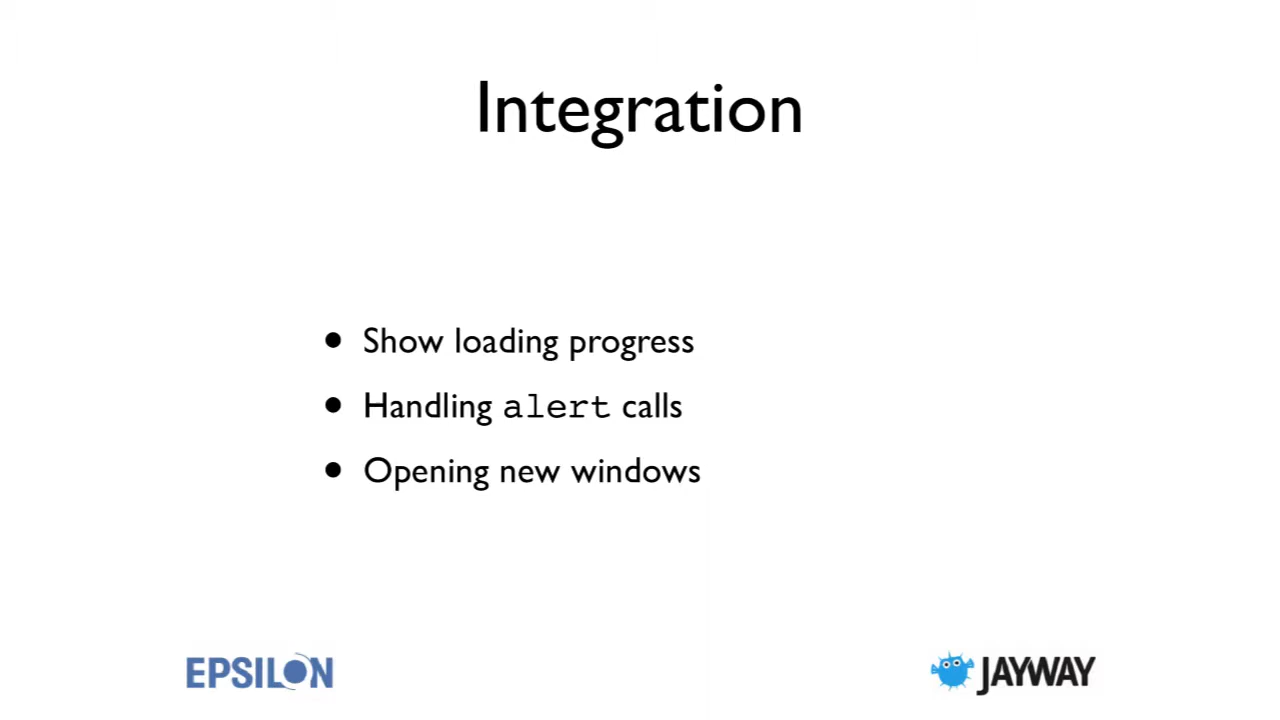 Integration
• Show loading progress
• Handling alert calls
• Opening new windows
EPSILON
JAYWAY